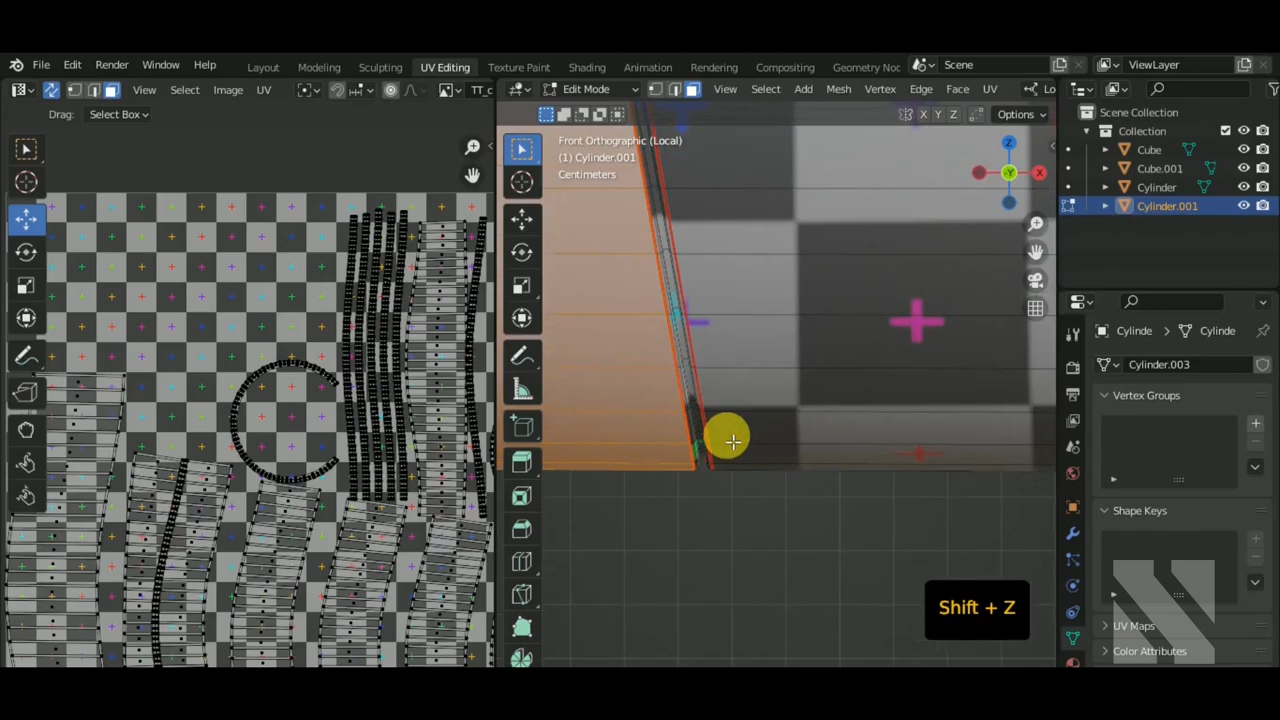 File Edit Render Window Help Layout Modeling Sculpting UV Editing Texture Paint Shading Animation Rendering Compositing Geometry Noc Scene ViewLayer
View Select Image UV TT_c Edit Mode View Select Add Mesh Vertex Edge Face UV Lo
Drag: Select Box X Y Z Options Scene Collection
Collection
Front Orthographic (Local)
(1) Cylinder.001
Centimeters
Z
-Y
X
Cube
Cube.001
Cylinder
Cylinder.001
Cylinde Cylinde
Cylinder.003
Vertex Groups
Shape Keys
Shift + Z
UV Maps
Color Attributes
N